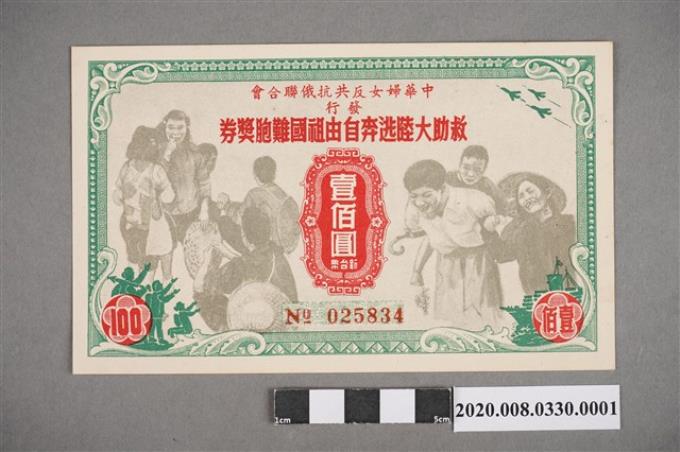 中華婦女反共抗俄聯合會
發行
救助大陸逃奔自由祖國難胞獎券
壹佰圓
新台幣
Nº 025834
100
壹佰
1cm 5cm
2020.008.0330.0001